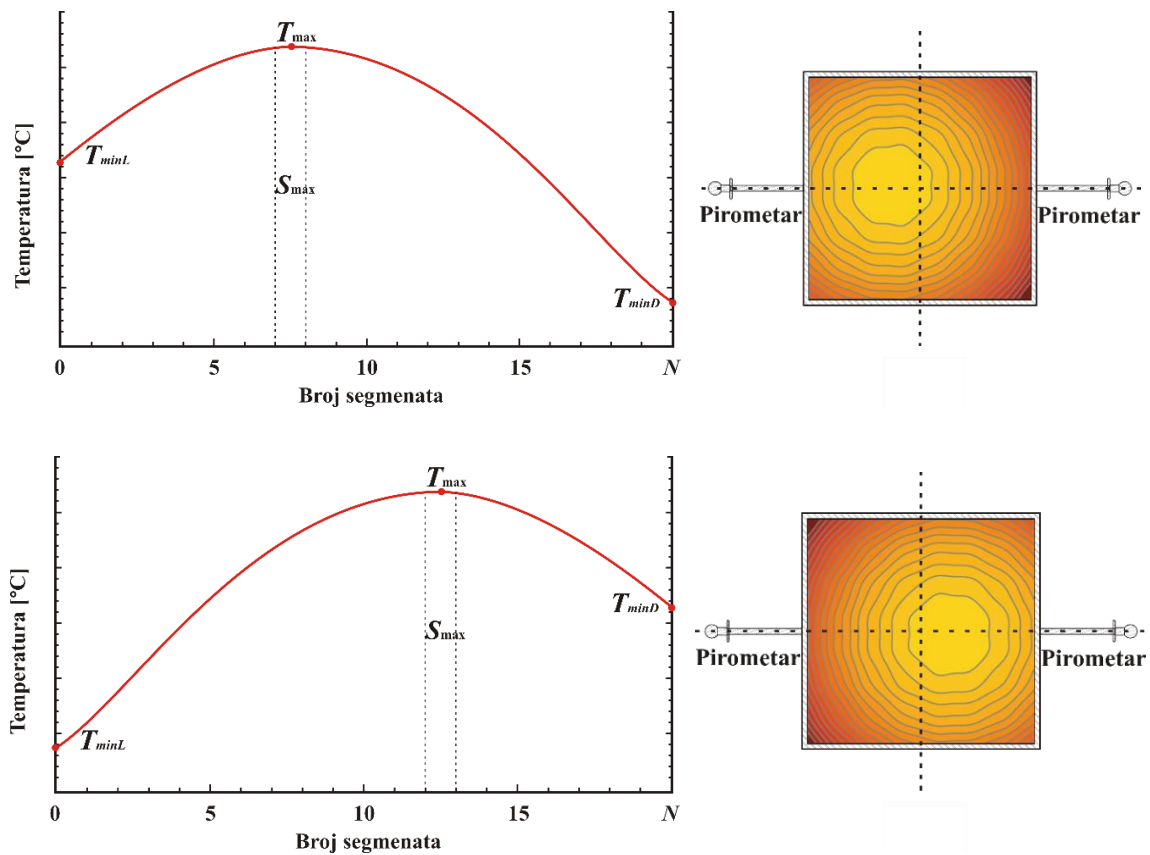 Temperatura [°C]
T_max
T_minL
S_max
T_minD
0 5 10 15 N
Broj segmenata
Pirometar Pirometar
Temperatura [°C]
T_max
T_minD
S_max
T_minL
0 5 10 15 N
Broj segmenata
Pirometar Pirometar